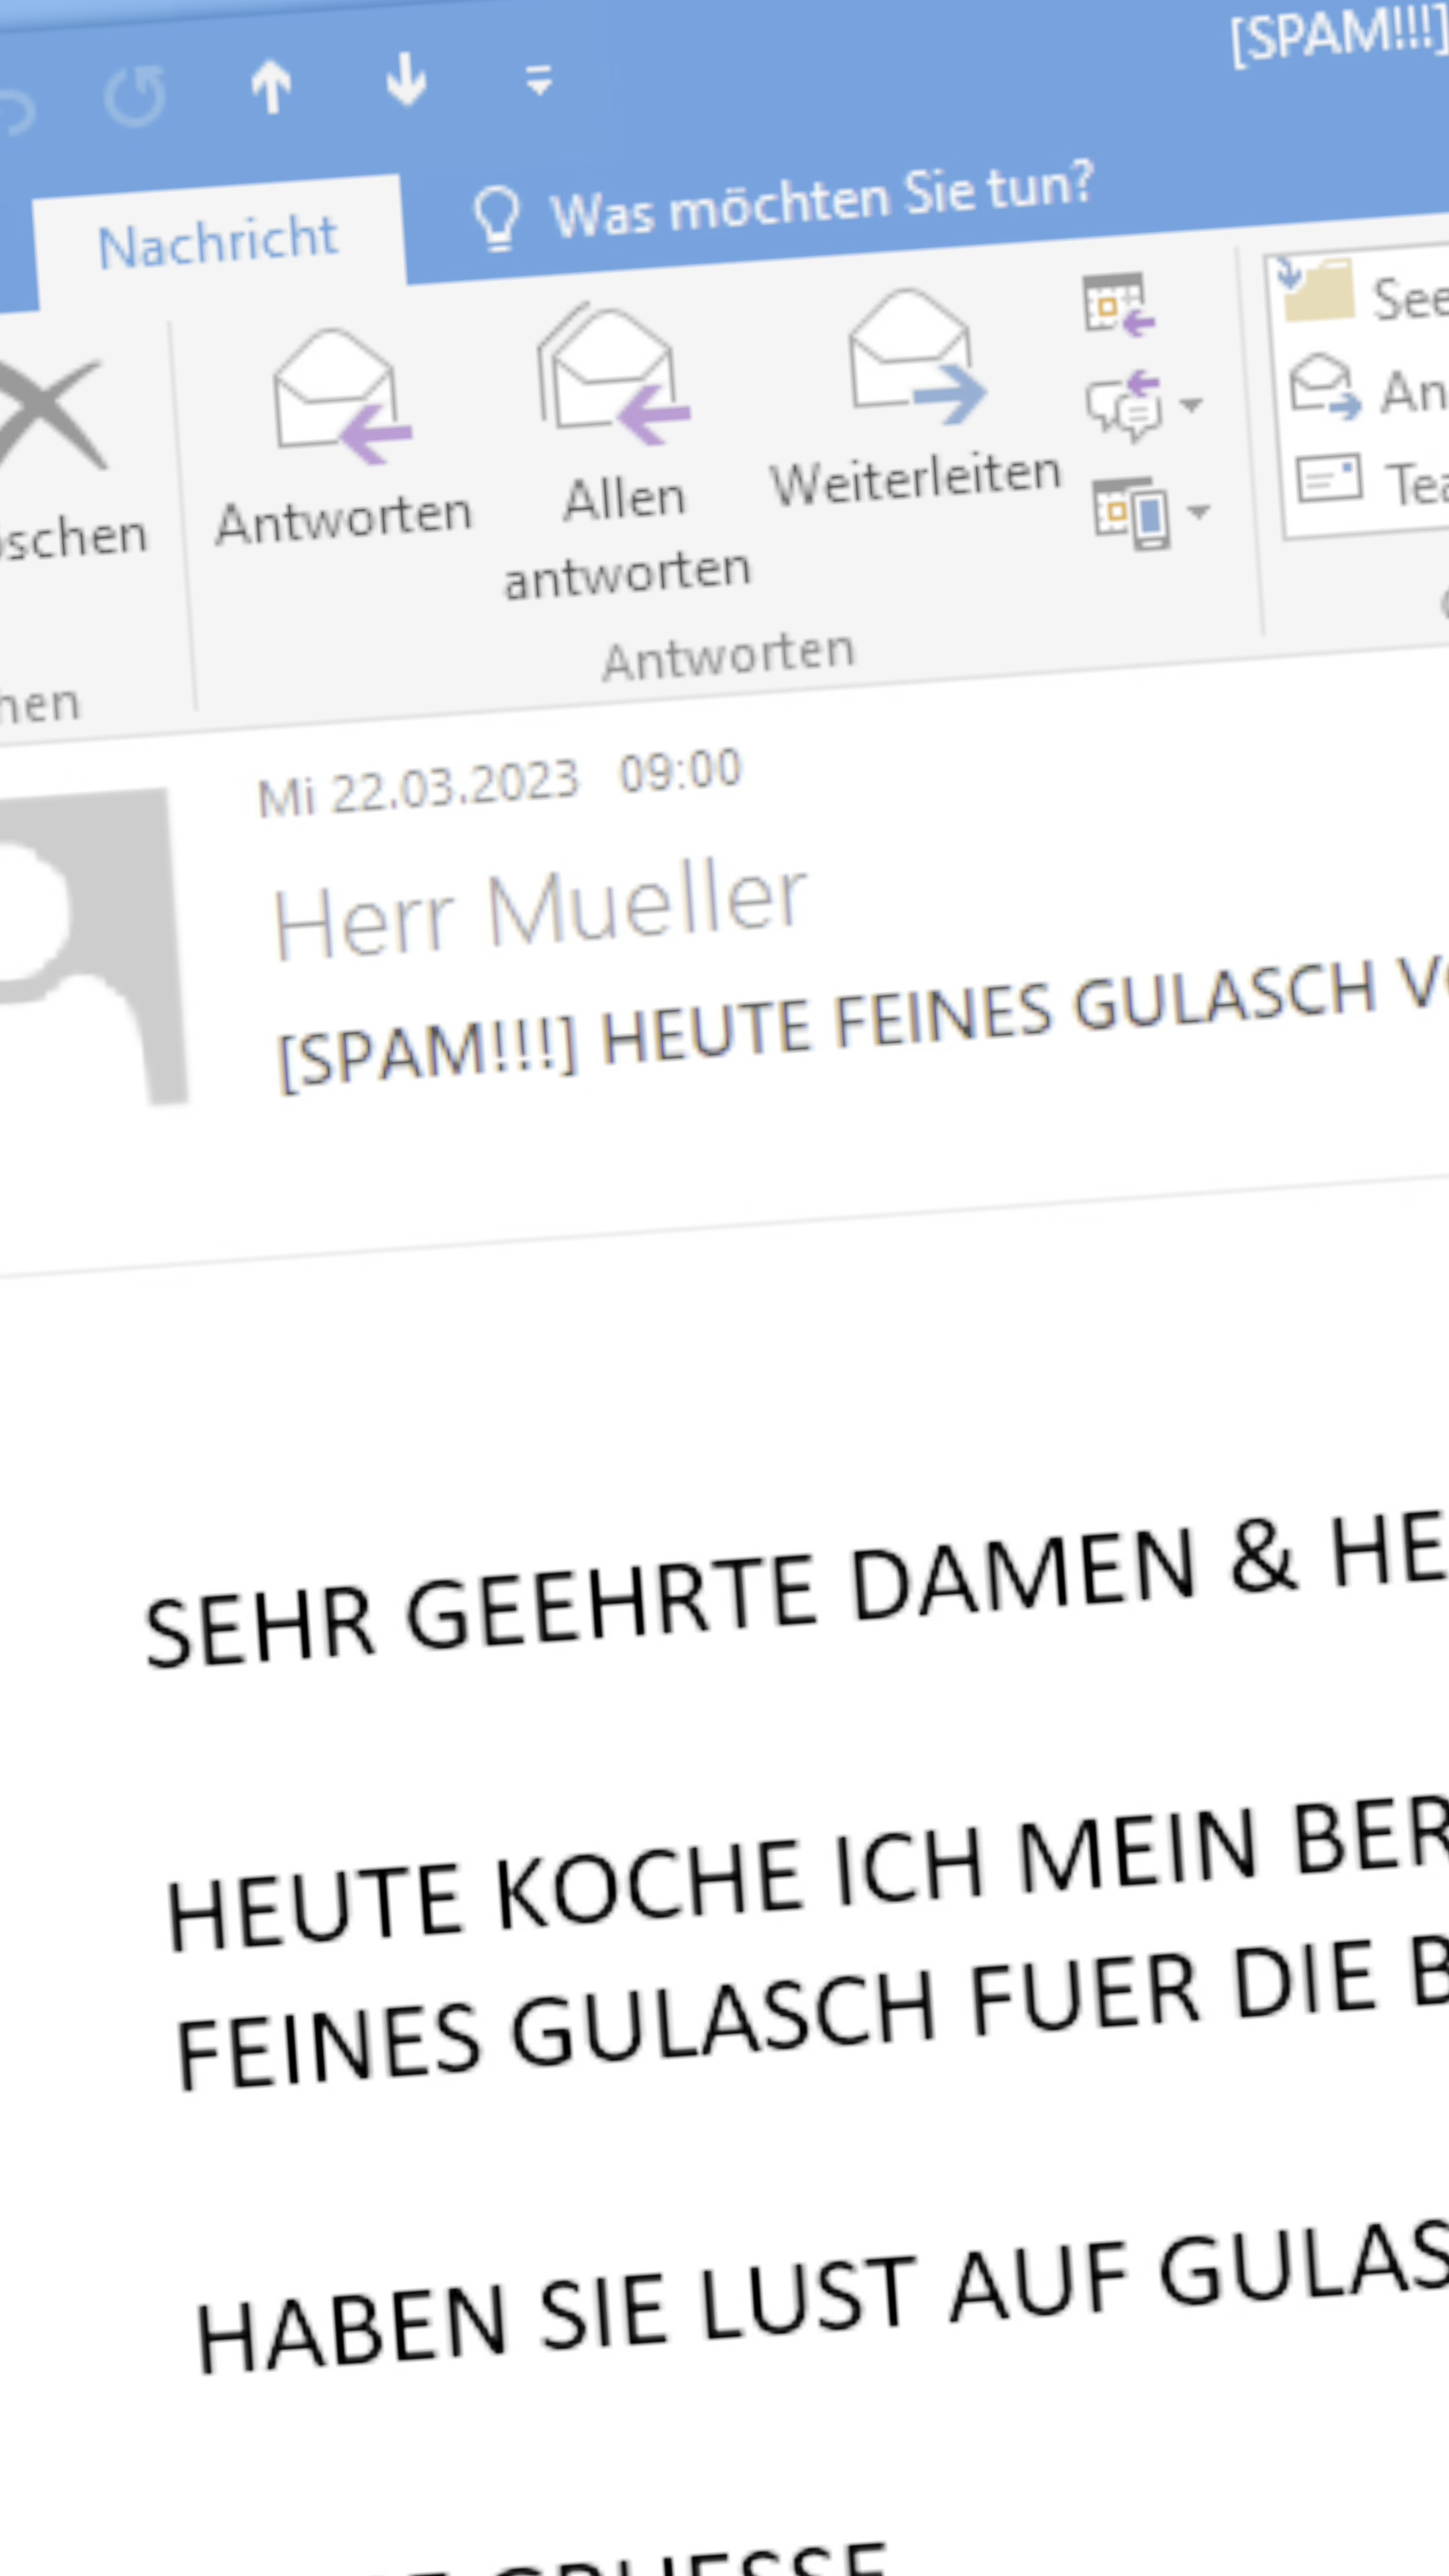 [SPAM!!!]
Nachricht
Was möchten Sie tun?
Antworten
Allen
antworten
Weiterleiten
Antworten
Mi 22.03.2023 09:00
Herr Mueller
[SPAM!!!] HEUTE FEINES GULASCH
SEHR GEEHRTE DAMEN &
HEUTE KOCHE ICH MEIN
FEINES GULASCH FUER DIE
HABEN SIE LUST AUF